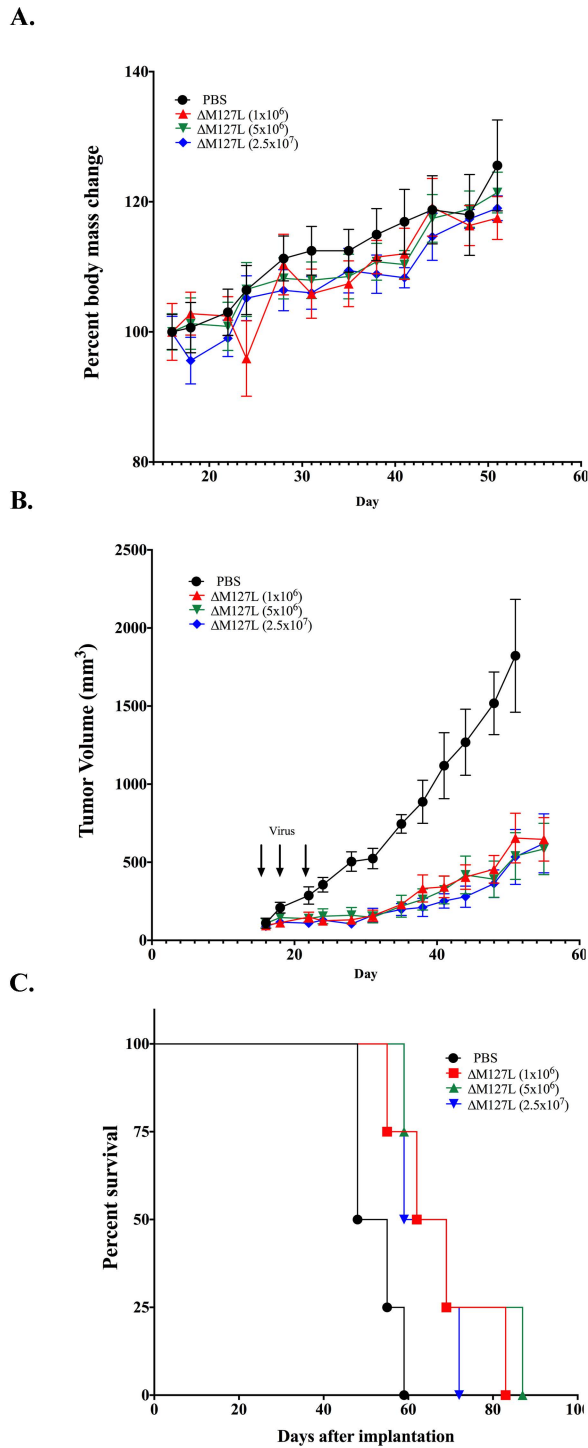 A.
140
120
100
80
Percent body mass change
PBS
ΔM127L (1x10⁶)
ΔM127L (5x10⁶)
ΔM127L (2.5x10⁷)
20 30 40 50 60
Day
B.
2500
2000
1500
1000
500
0
Tumor Volume (mm³)
PBS
ΔM127L (1x10⁶)
ΔM127L (5x10⁶)
ΔM127L (2.5x10⁷)
Virus
0 20 40 60
Day
C.
100
75
50
25
0
Percent survival
PBS
ΔM127L (1x10⁶)
ΔM127L (5x10⁶)
ΔM127L (2.5x10⁷)
0 20 40 60 80 100
Days after implantation